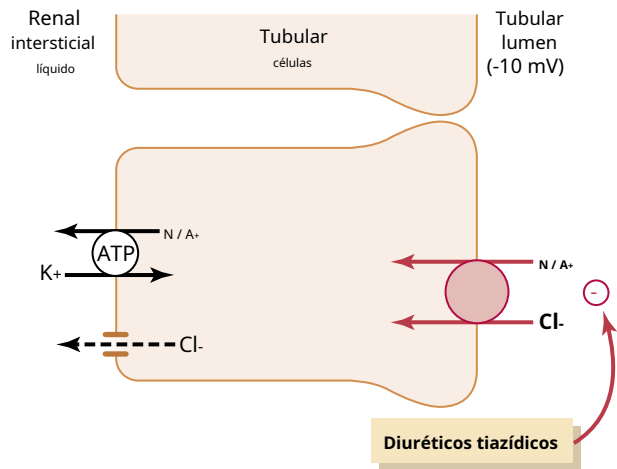 Renal
intersticial
líquido
Tubular
células
Tubular
lumen
(-10 mV)
N / A+
ATP
K+
Cl-
N / A+
Cl-
-
Diuréticos tiazídicos